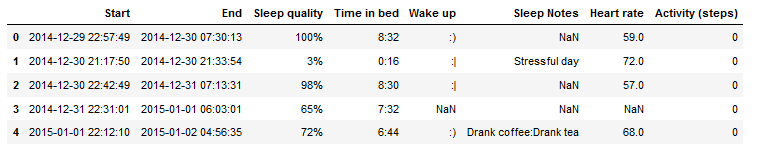 Start End Sleep quality Time in bed Wake up Sleep Notes Heart rate Activity (steps)
0 2014-12-29 22:57:49 2014-12-30 07:30:13 100% 8:32 :) NaN 59.0 0
1 2014-12-30 21:17:50 2014-12-30 21:33:54 3% 0:16 :| Stressful day 72.0 0
2 2014-12-30 22:42:49 2014-12-31 07:13:31 98% 8:30 :| NaN 57.0 0
3 2014-12-31 22:31:01 2015-01-01 06:03:01 65% 7:32 NaN NaN NaN 0
4 2015-01-01 22:12:10 2015-01-02 04:56:35 72% 6:44 :) Drank coffee:Drank tea 68.0 0